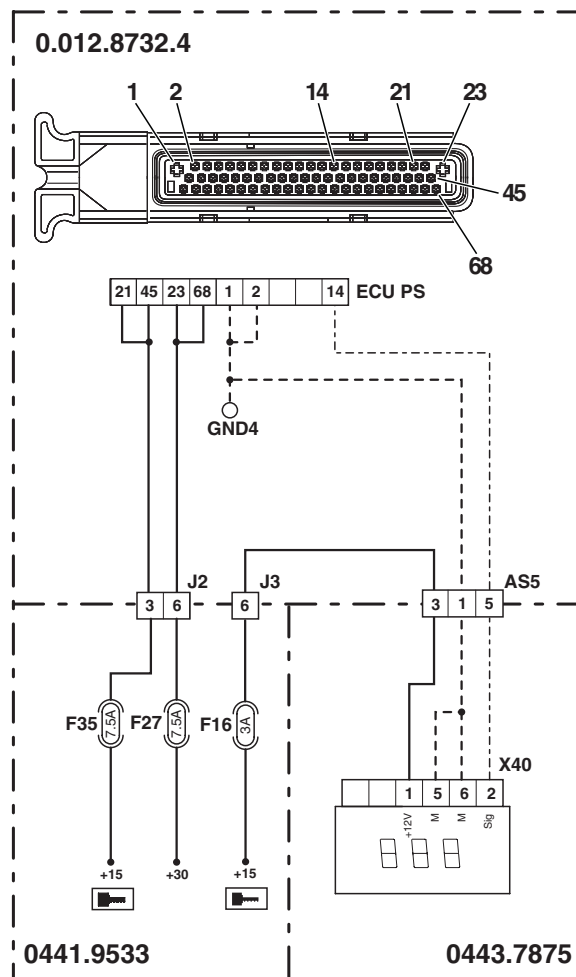 0.012.8732.4
1 2 14 21 23
45
68
21 45 23 68 1 2 14 ECU PS
GND4
J2 J3 AS5
3 6 6 3 1 5
F35 7.5A F27 7.5A F16 3A
X40
1 5 6 2
+12V M M Sig
+15 +30 +15
0441.9533 0443.7875